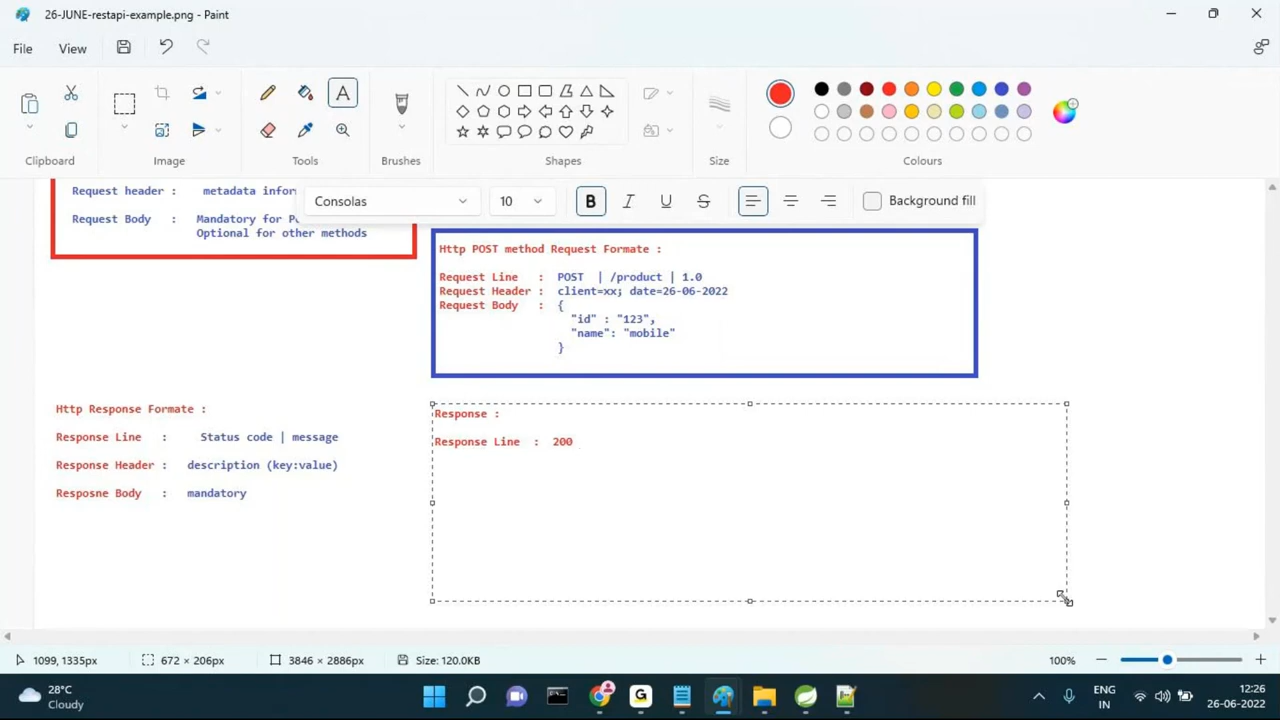 26-JUNE-restapi-example.png - Paint
File View
Clipboard Image Tools Brushes Shapes Size Colours
Consolas 10 B I U S Background fill
Request header : metadata infor
Request Body : Mandatory for P
Optional for other methods
Http POST method Request Formate :
Request Line : POST | /product | 1.0
Request Header : client=xx; date=26-06-2022
Request Body : {
"id" : "123",
"name": "mobile"
}
Http Response Formate :
Response Line : Status code | message
Response Header : description (key:value)
Resposne Body : mandatory
Response :
Response Line : 200
1099, 1335px 672 × 206px 3846 × 2886px Size: 120.0KB 100%
28°C
Cloudy
ENG
IN
12:26
26-06-2022